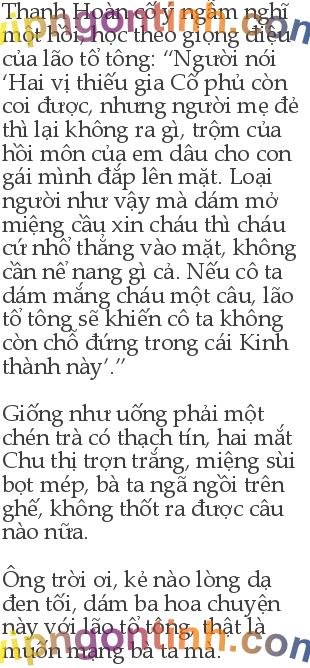 Thanh Hoàn cố ý ngẫm nghĩ
một hồi, học theo giọng điệu
của lão tổ tông: “Người nói
‘Hai vị thiếu gia Cố phủ còn
coi được, nhưng người mẹ đẻ
thì lại không ra gì, trộm của
hồi môn của em dâu cho con
gái mình đắp lên mặt. Loại
người như vậy mà dám mở
miệng cầu xin cháu thì cháu
cứ nhổ thẳng vào mặt, không
cần nể nang gì cả. Nếu cô ta
dám mắng cháu một câu, lão
tổ tông sẽ khiến cô ta không
còn chỗ đứng trong cái Kinh
thành này’.”
Giống như uống phải một
chén trà có thạch tín, hai mắt
Chu thị trợn trắng, miệng sùi
bọt mép, bà ta ngã ngồi trên
ghế, không thốt ra được câu
nào nữa.
Ông trời ơi, kẻ nào lòng dạ
đen tối, dám ba hoa chuyện
này với lão tổ tông, thật là
muốn mạng bà ta mà.
vipngontinh.com
vipngontinh.com